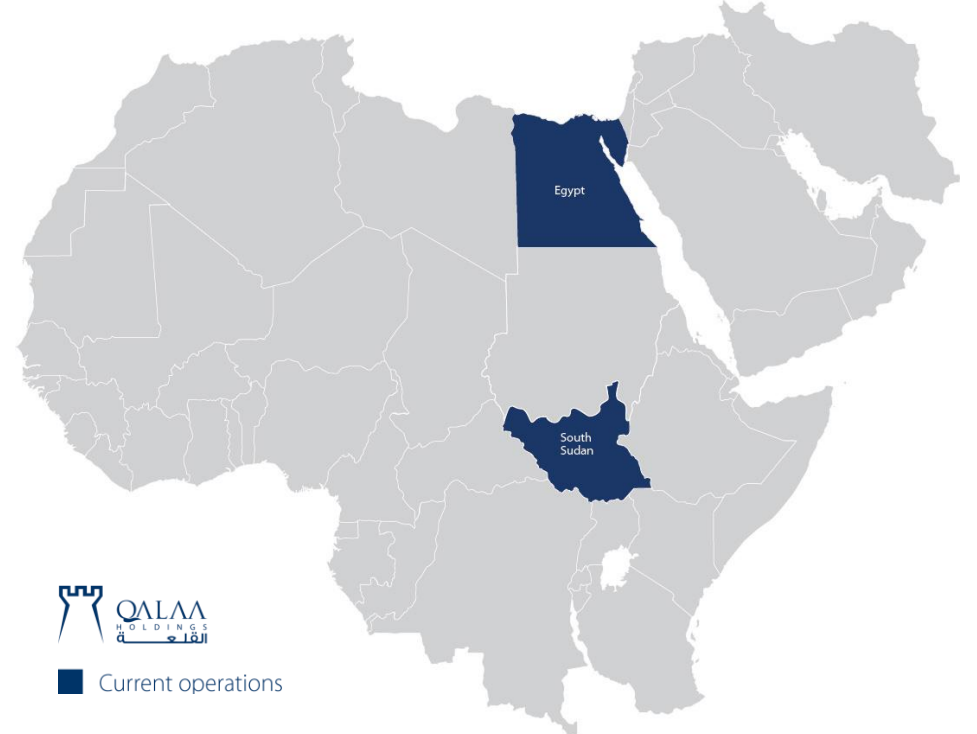 Egypt
South
Sudan
QALAA
HOLDINGS
القلعة
Current operations